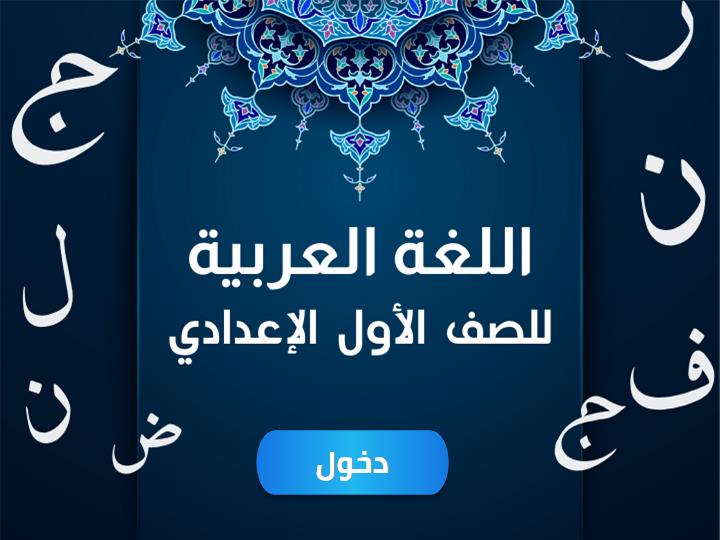 اللغة العربية
للصف الأول الإعدادي
دخول
ر
ج
ن
ل
ف
ن
ج
ض